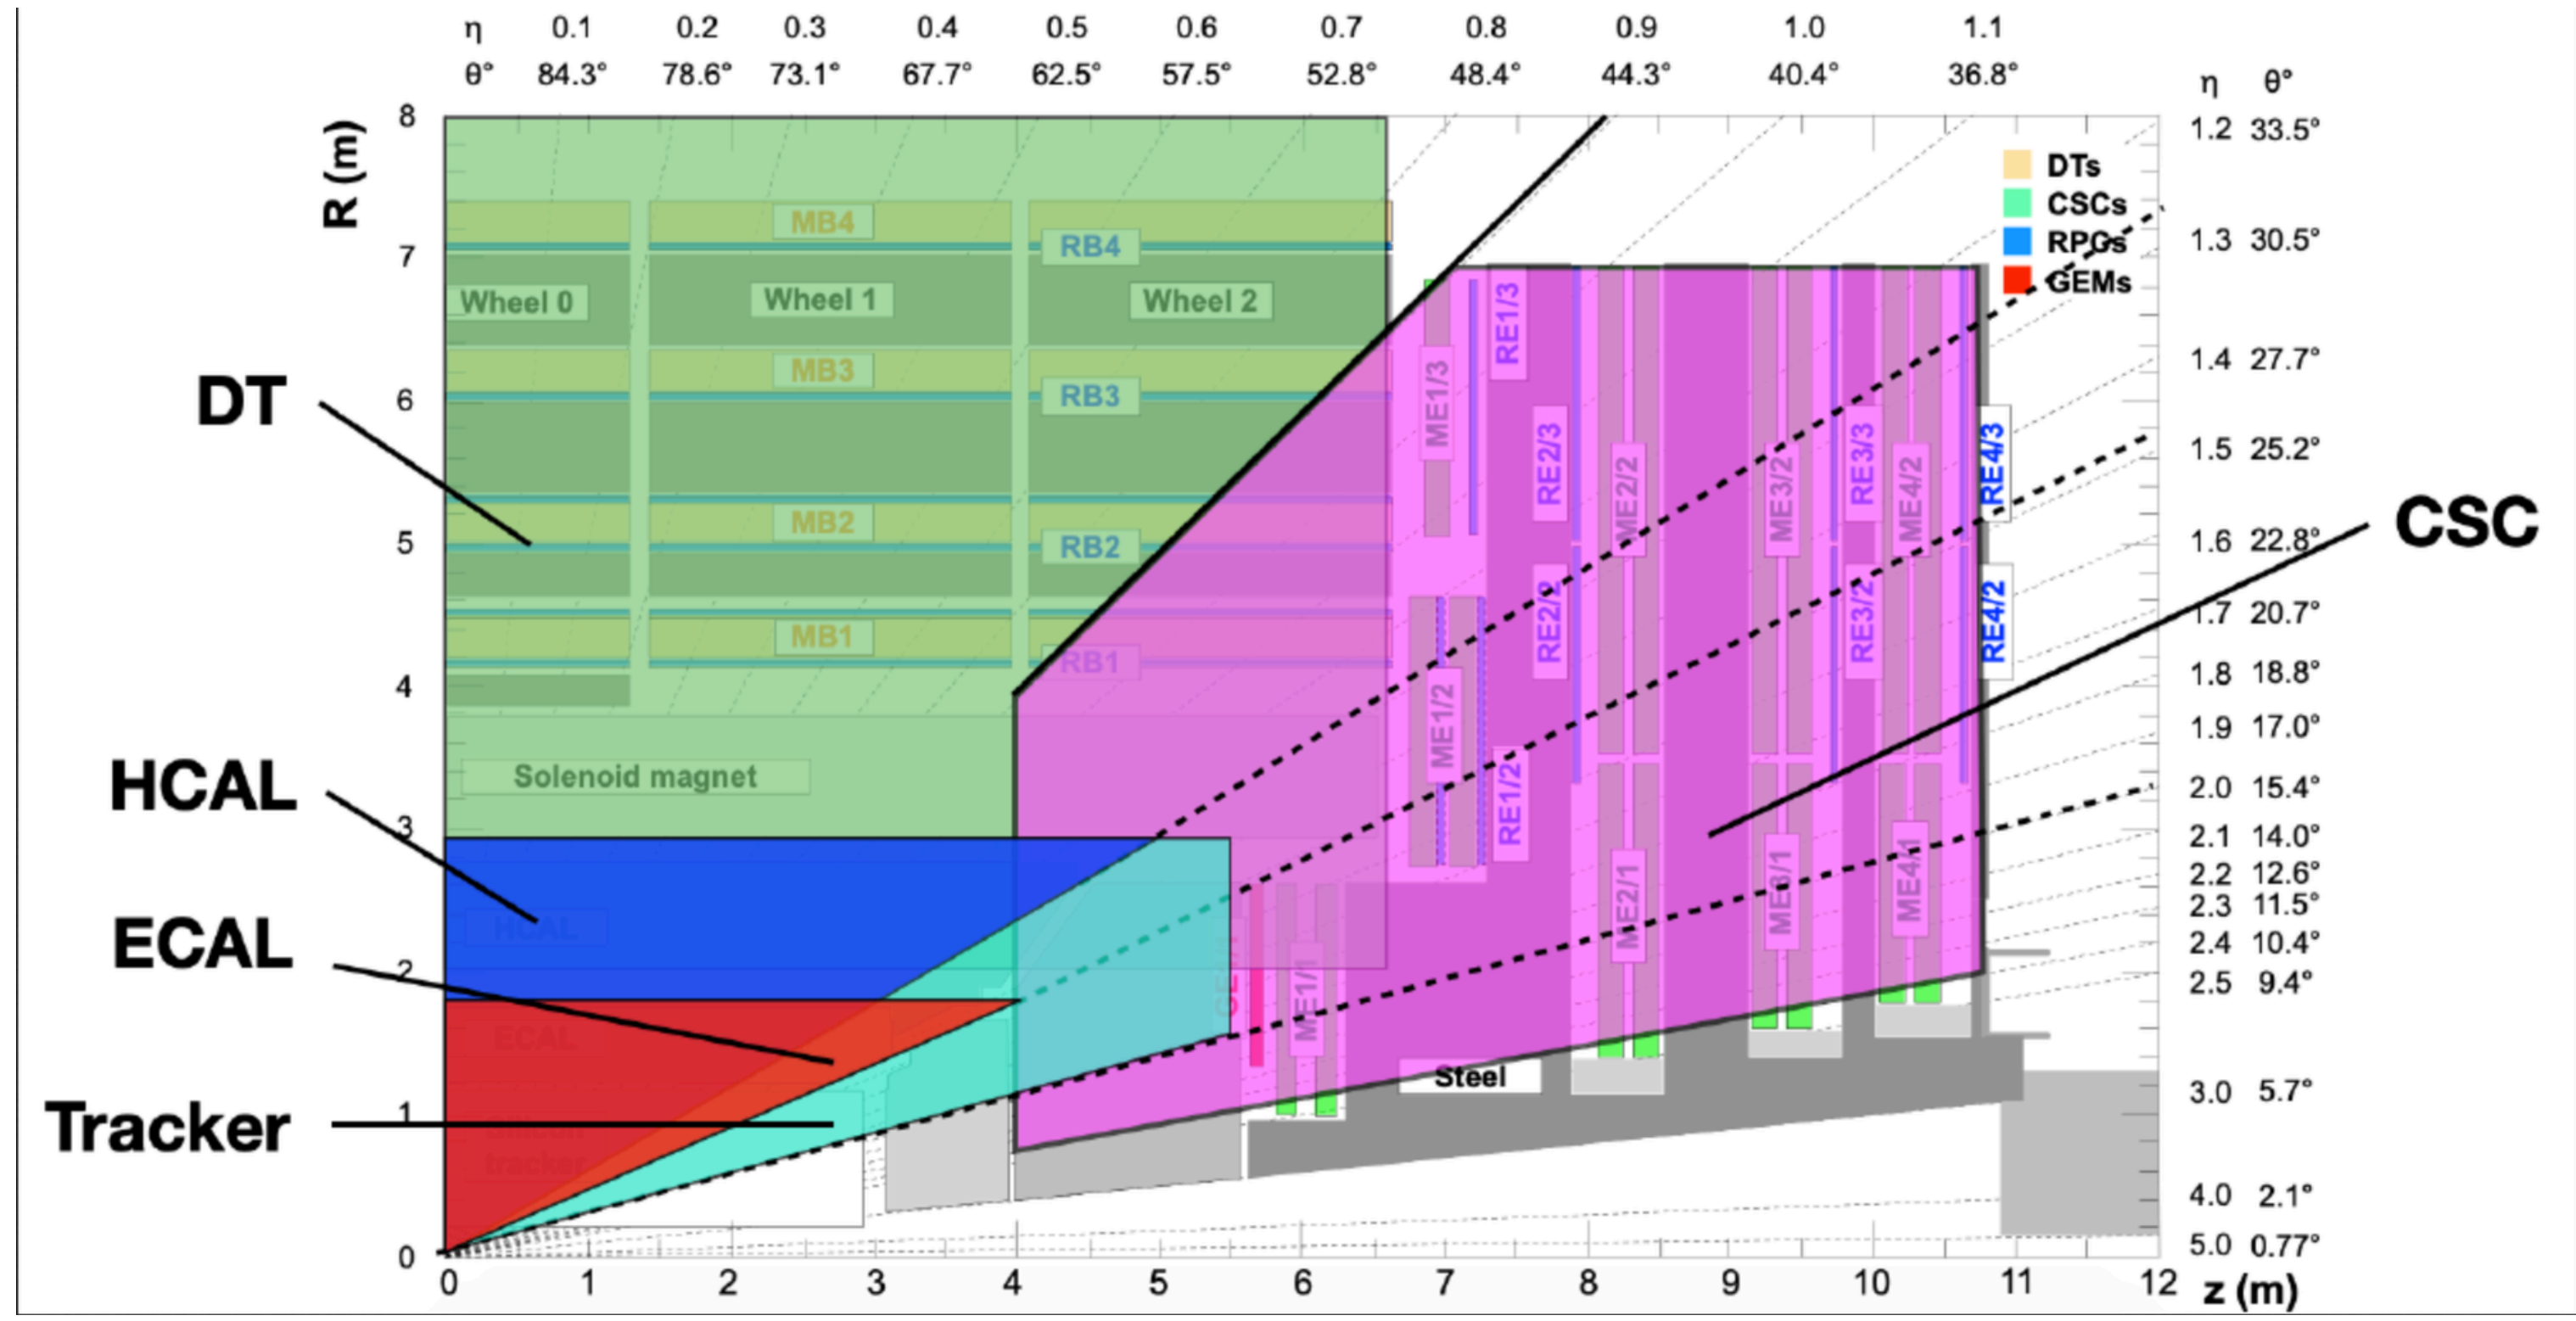 η 0.1 0.2 0.3 0.4 0.5 0.6 0.7 0.8 0.9 1.0 1.1
θ° 84.3° 78.6° 73.1° 67.7° 62.5° 57.5° 52.8° 48.4° 44.3° 40.4° 36.8°
η θ°
R (m)
8
7
6
5
4
3
2
1
0
1.2 33.5°
1.3 30.5°
1.4 27.7°
1.5 25.2°
1.6 22.8°
1.7 20.7°
1.8 18.8°
1.9 17.0°
2.0 15.4°
2.1 14.0°
2.2 12.6°
2.3 11.5°
2.4 10.4°
2.5 9.4°
3.0 5.7°
4.0 2.1°
5.0 0.77°
DTs
CSCs
RPCs
GEMs
MB4
RB4
Wheel 0
Wheel 1
Wheel 2
MB3
RB3
MB2
RB2
MB1
RB1
Solenoid magnet
HCAL
ECAL
Silicon
tracker
ME1/3
RE1/3
RE2/3
ME2/2
ME3/2
RE3/3
ME4/2
RE4/3
ME1/2
RE1/2
RE2/2
RE3/2
RE4/2
ME1/1
ME2/1
ME3/1
ME4/1
Steel
DT
HCAL
ECAL
Tracker
CSC
0 1 2 3 4 5 6 7 8 9 10 11 12
z (m)